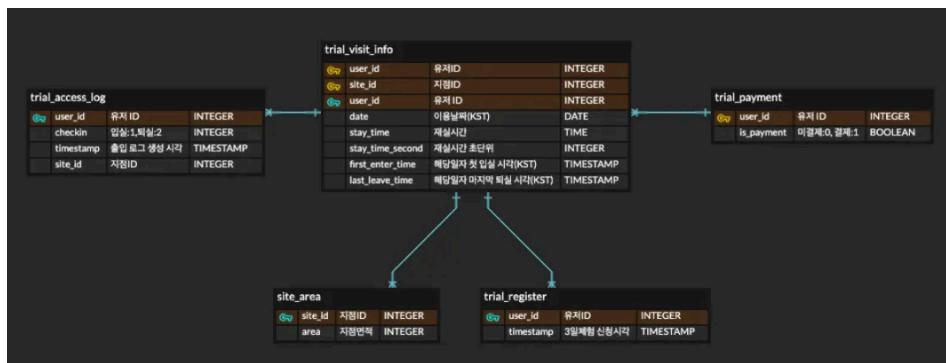 trial_visit_info
user_id 유저ID INTEGER
site_id 지점ID INTEGER
user_id 유저 ID INTEGER
date 이용날짜(KST) DATE
stay_time 재실시간 TIME
stay_time_second 재실시간 초단위 INTEGER
first_enter_time 해당일자 첫 입실 시각(KST) TIMESTAMP
last_leave_time 해당일자 마지막 퇴실 시각(KST) TIMESTAMP
trial_access_log
user_id 유저 ID INTEGER
checkin 입실:1,퇴실:2 INTEGER
timestamp 출입 로그 생성 시각 TIMESTAMP
site_id 지점ID INTEGER
trial_payment
user_id 유저 ID INTEGER
is_payment 미결제:0, 결제:1 BOOLEAN
site_area
site_id 지점ID INTEGER
area 지점면적 INTEGER
trial_register
user_id 유저ID INTEGER
timestamp 3일체험 신청시각 TIMESTAMP